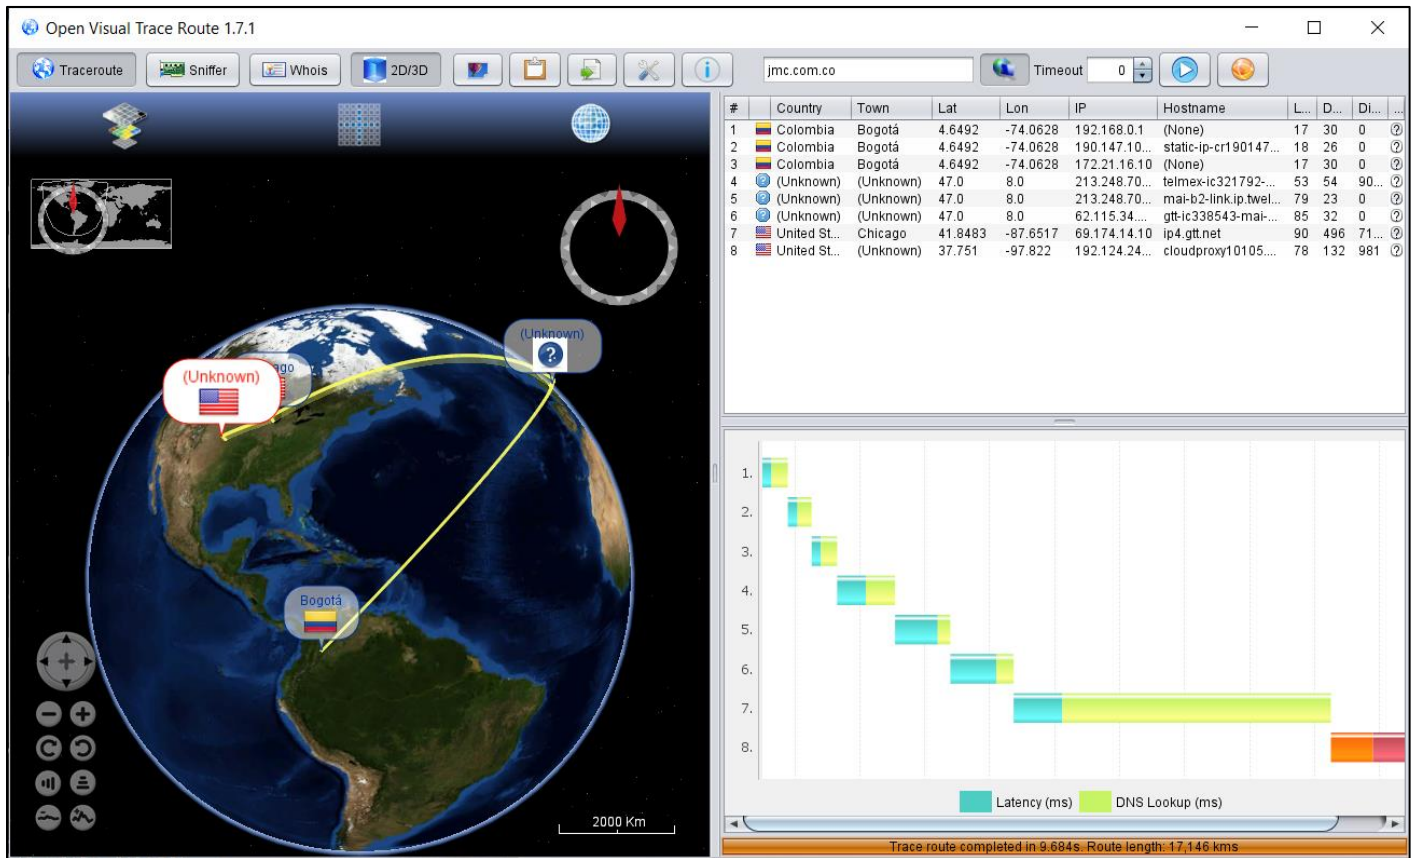 Open Visual Trace Route 1.7.1
Traceroute Sniffer Whois 2D/3D jmc.com.co Timeout 0
# Country Town Lat Lon IP Hostname L... D... Di... ...
1 Colombia Bogotá 4.6492 -74.0628 192.168.0.1 (None) 17 30 0
2 Colombia Bogotá 4.6492 -74.0628 190.147.10... static-ip-cr190147... 18 26 0
3 Colombia Bogotá 4.6492 -74.0628 172.21.16.10 (None) 17 30 0
4 (Unknown) (Unknown) 47.0 8.0 213.248.70... telmex-ic321792-... 53 54 90...
5 (Unknown) (Unknown) 47.0 8.0 213.248.70... mai-b2-link.ip.twel... 79 23 0
6 (Unknown) (Unknown) 47.0 8.0 62.115.34.... gtt-ic338543-mai-... 85 32 0
7 United St... Chicago 41.8483 -87.6517 69.174.14.10 ip4.gtt.net 90 496 71...
8 United St... (Unknown) 37.751 -97.822 192.124.24... cloudproxy10105.... 78 132 981
(Unknown)
ago
(Unknown)
Bogotá
2000 Km
1.
2.
3.
4.
5.
6.
7.
8.
Latency (ms) DNS Lookup (ms)
Trace route completed in 9.684s. Route length: 17,146 kms